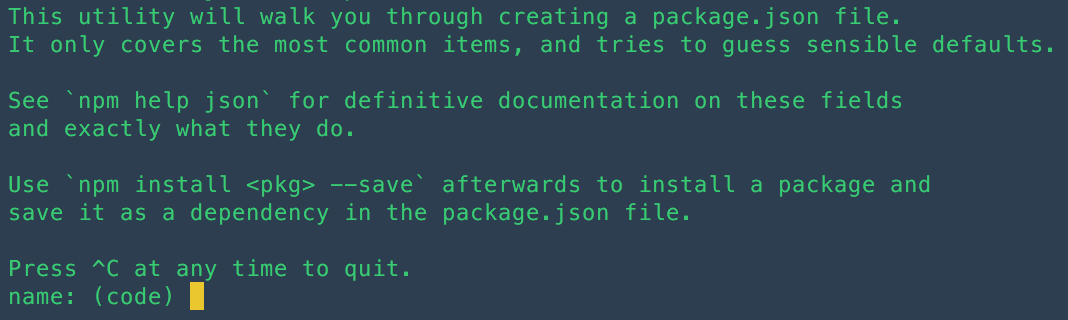 This utility will walk you through creating a package.json file.
It only covers the most common items, and tries to guess sensible defaults.
See `npm help json` for definitive documentation on these fields
and exactly what they do.
Use `npm install <pkg> --save` afterwards to install a package and
save it as a dependency in the package.json file.
Press ^C at any time to quit.
name: (code)